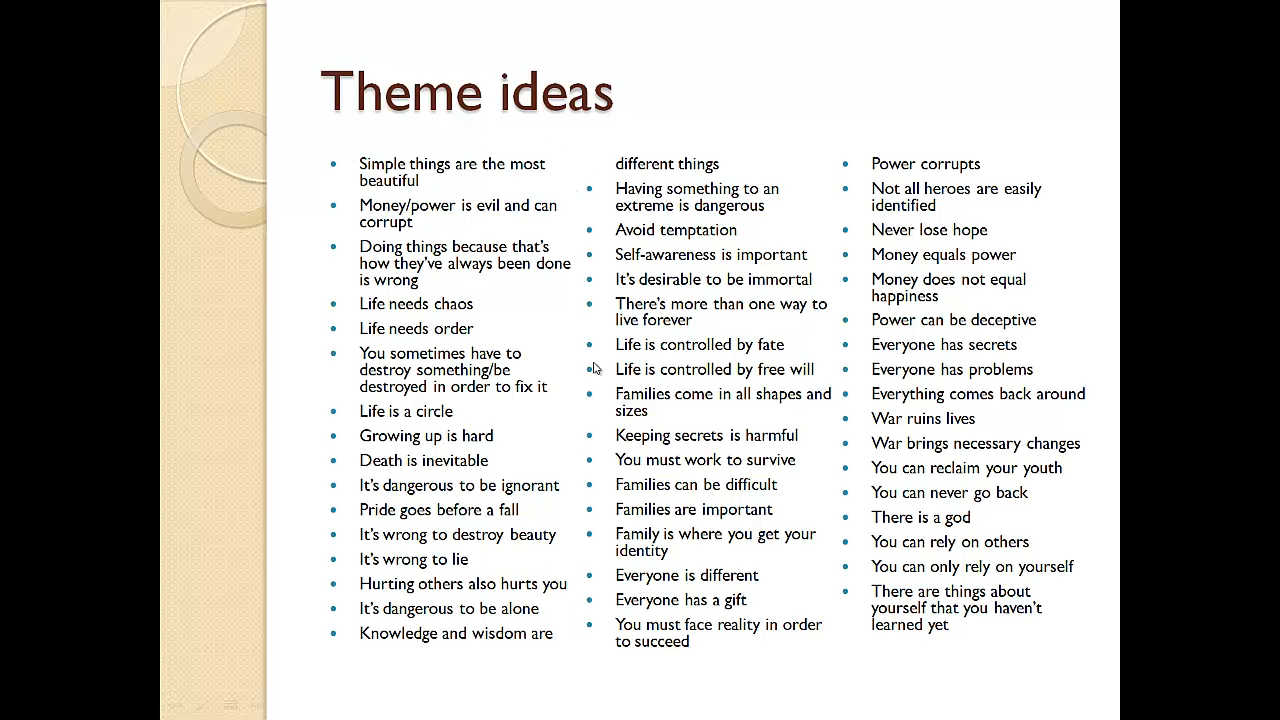 Theme ideas
Simple things are the most
beautiful
Money/power is evil and can
corrupt
Doing things because that's
how they've always been done
is wrong
Life needs chaos
Life needs order
You sometimes have to
destroy something/be
destroyed in order to fix it
Life is a circle
Growing up is hard
Death is inevitable
It's dangerous to be ignorant
Pride goes before a fall
It's wrong to destroy beauty
It's wrong to lie
Hurting others also hurts you
It's dangerous to be alone
Knowledge and wisdom are
different things
Having something to an
extreme is dangerous
Avoid temptation
Self-awareness is important
It's desirable to be immortal
There's more than one way to
live forever
Life is controlled by fate
Life is controlled by free will
Families come in all shapes and
sizes
Keeping secrets is harmful
You must work to survive
Families can be difficult
Families are important
Family is where you get your
identity
Everyone is different
Everyone has a gift
You must face reality in order
to succeed
Power corrupts
Not all heroes are easily
identified
Never lose hope
Money equals power
Money does not equal
happiness
Power can be deceptive
Everyone has secrets
Everyone has problems
Everything comes back around
War ruins lives
War brings necessary changes
You can reclaim your youth
You can never go back
There is a god
You can rely on others
You can only rely on yourself
There are things about
yourself that you haven't
learned yet